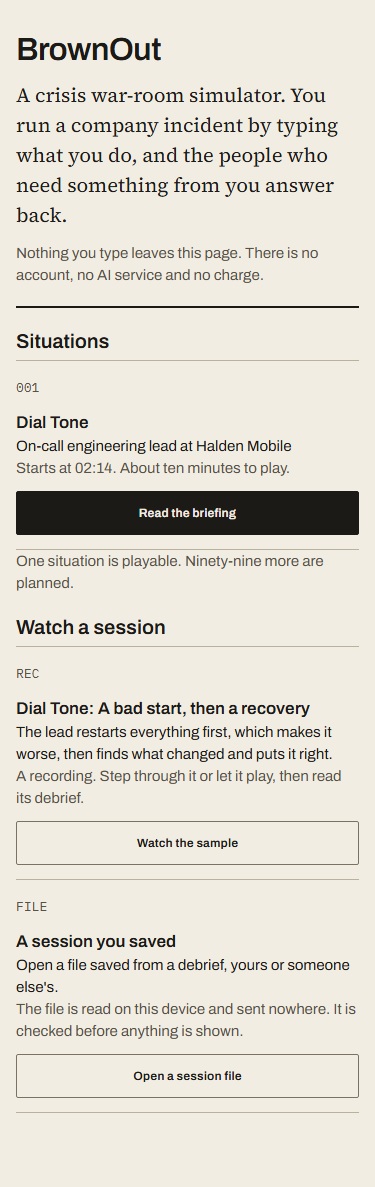 BrownOut
A crisis war-room simulator. You
run a company incident by typing
what you do, and the people who
need something from you answer
back.
Nothing you type leaves this page. There is no
account, no AI service and no charge.
Situations
001
Dial Tone
On-call engineering lead at Halden Mobile
Starts at 02:14. About ten minutes to play.
Read the briefing
One situation is playable. Ninety-nine more are
planned.
Watch a session
REC
Dial Tone: A bad start, then a recovery
The lead restarts everything first, which makes it
worse, then finds what changed and puts it right.
A recording. Step through it or let it play, then read
its debrief.
Watch the sample
FILE
A session you saved
Open a file saved from a debrief, yours or someone
else's.
The file is read on this device and sent nowhere. It is
checked before anything is shown.
Open a session file